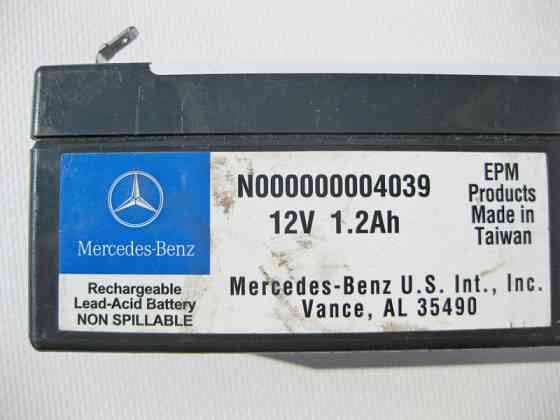 Mercedes-Benz
Rechargeable
Lead-Acid Battery
NON SPILLABLE
N000000004039
12V 1.2Ah
EPM
Products
Made in
Taiwan
Mercedes-Benz U.S. Int., Inc.
Vance, AL 35490